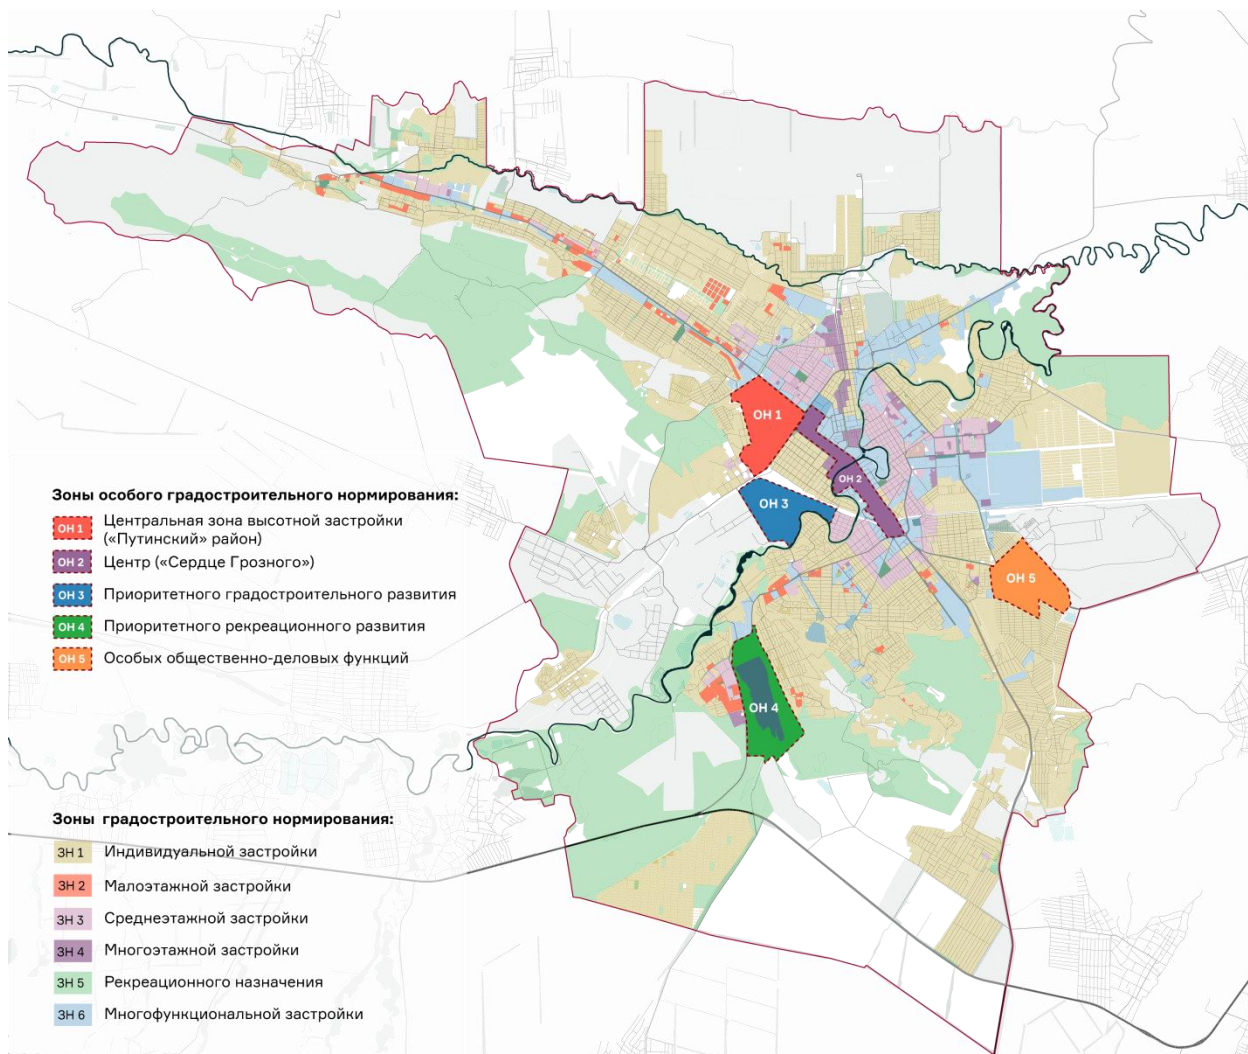 ОН 1
ОН 2
ОН 3
ОН 5
ОН 4
Зоны особого градостроительного нормирования:
ОН 1 Центральная зона высотной застройки
(«Путинский» район)
ОН 2 Центр («Сердце Грозного»)
ОН 3 Приоритетного градостроительного развития
ОН 4 Приоритетного рекреационного развития
ОН 5 Особых общественно-деловых функций
Зоны градостроительного нормирования:
ЗН 1 Индивидуальной застройки
ЗН 2 Малоэтажной застройки
ЗН 3 Среднеэтажной застройки
ЗН 4 Многоэтажной застройки
ЗН 5 Рекреационного назначения
ЗН 6 Многофункциональной застройки